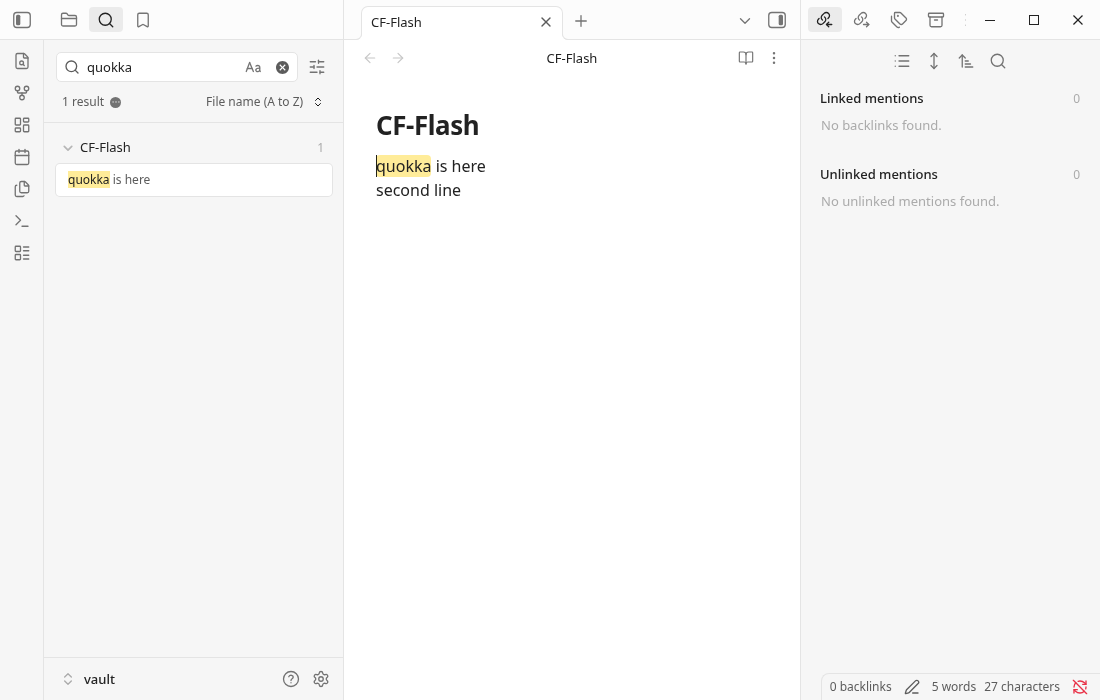 CF-Flash
quokka
Aa
1 result
File name (A to Z)
CF-Flash
1
quokka is here
CF-Flash
CF-Flash
quokka is here
second line
Linked mentions
0
No backlinks found.
Unlinked mentions
0
No unlinked mentions found.
vault
0 backlinks
5 words
27 characters